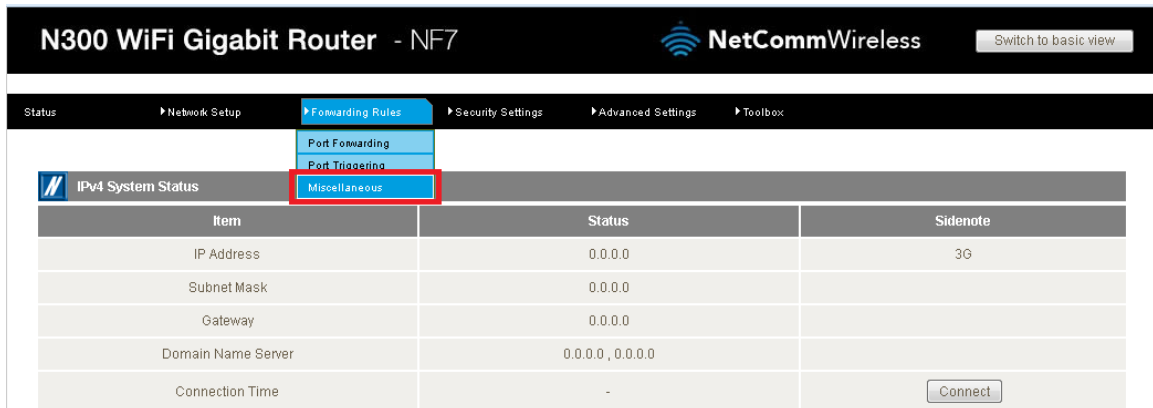 N300 WiFi Gigabit Router - NF7
NetCommWireless
Switch to basic view
Status Network Setup Forwarding Rules Security Settings Advanced Settings Toolbox
Port Forwarding
Port Triggering
Miscellaneous
IPv4 System Status
Item Status Sidenote
IP Address 0.0.0.0 3G
Subnet Mask 0.0.0.0
Gateway 0.0.0.0
Domain Name Server 0.0.0.0 , 0.0.0.0
Connection Time - Connect